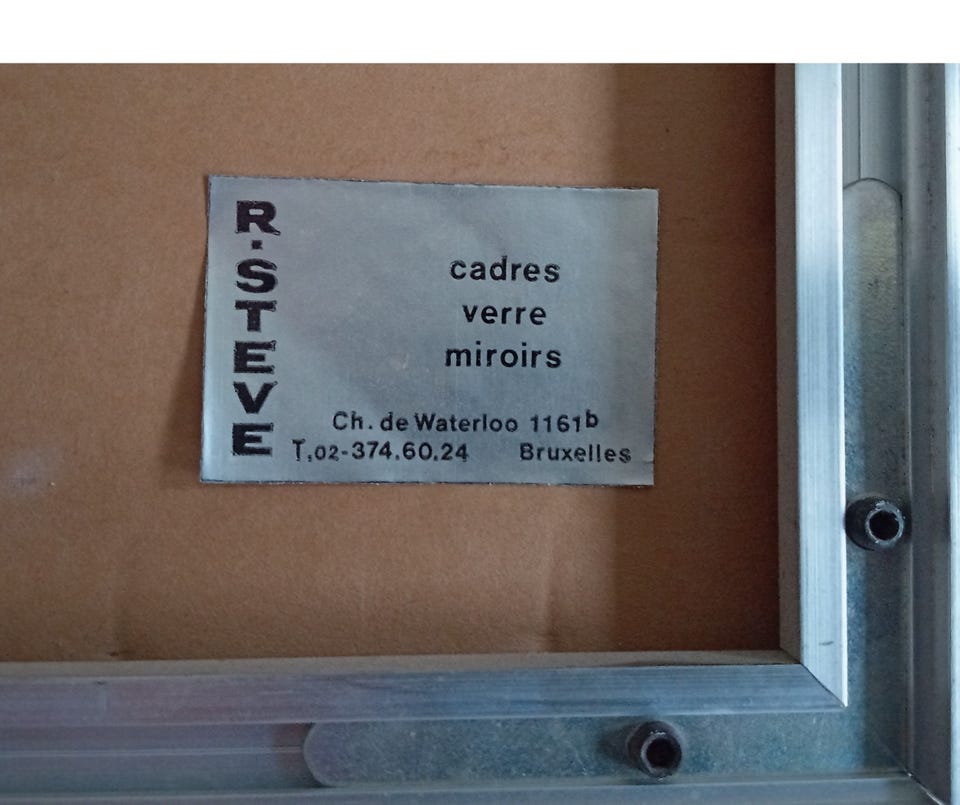 R.STEVE
cadres
verre
miroirs
Ch. de Waterloo 1161b
T.02-374.60.24 Bruxelles